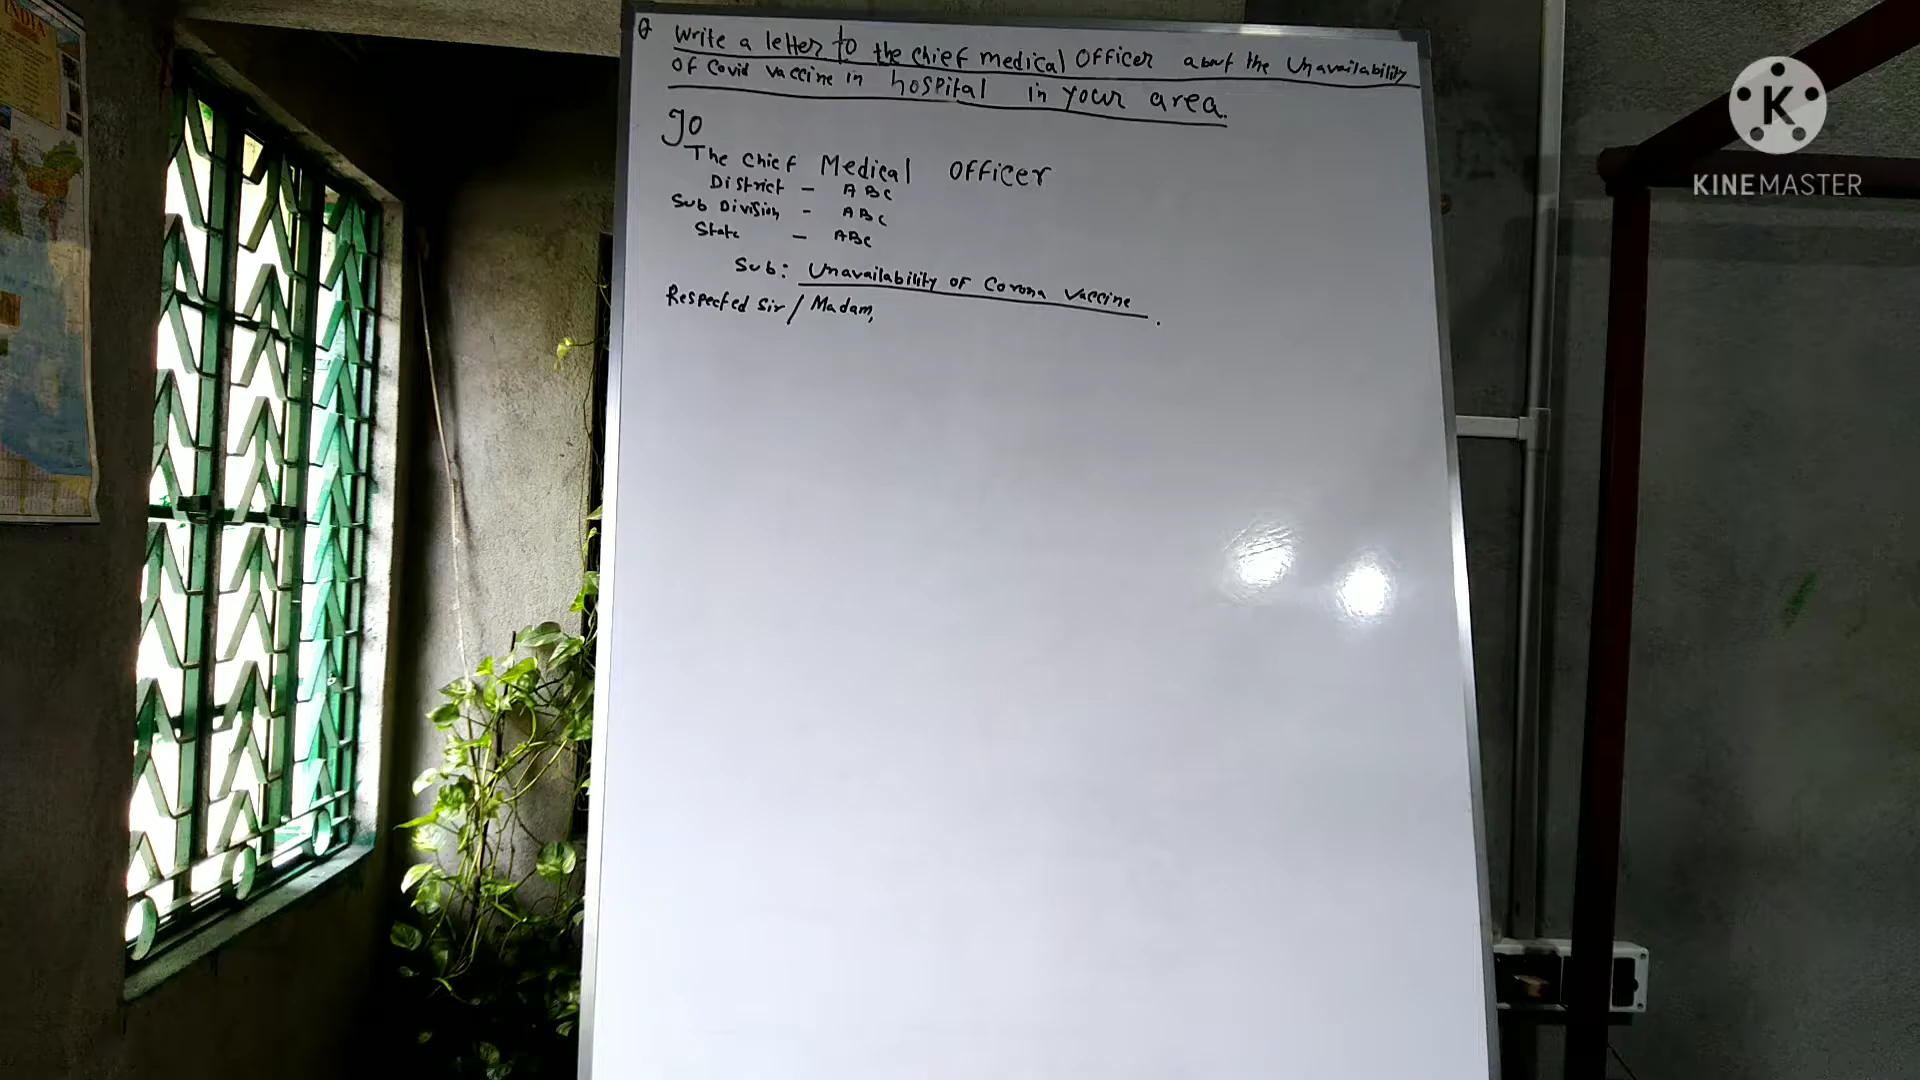 INDIA
Q Write a letter to the chief medical Officer about the Unavailability
of Covid vaccine in hospital in your area.
To
The chief Medical Officer
District - ABC
Sub Division - ABC
State - ABC
Sub: Unavailability of Corona Vaccine.
Respected Sir / Madam,
K
KINEMASTER